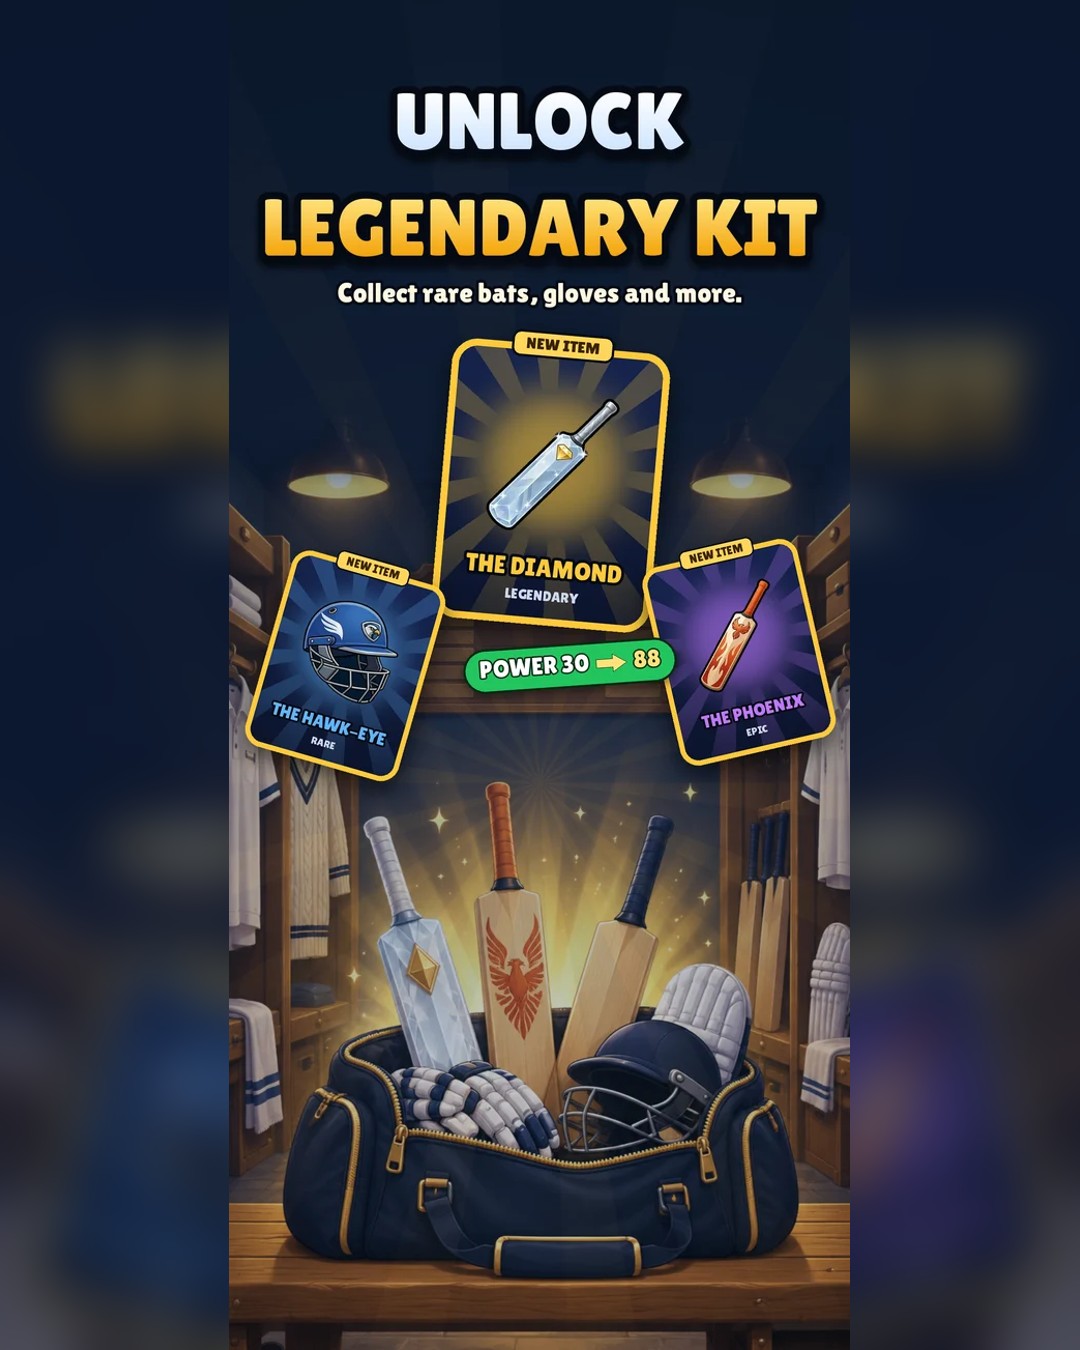 UNLOCK
LEGENDARY KIT
Collect rare bats, gloves and more.
NEW ITEM
THE DIAMOND
LEGENDARY
NEW ITEM
THE HAWK-EYE
RARE
NEW ITEM
THE PHOENIX
EPIC
POWER 30 ➡ 88